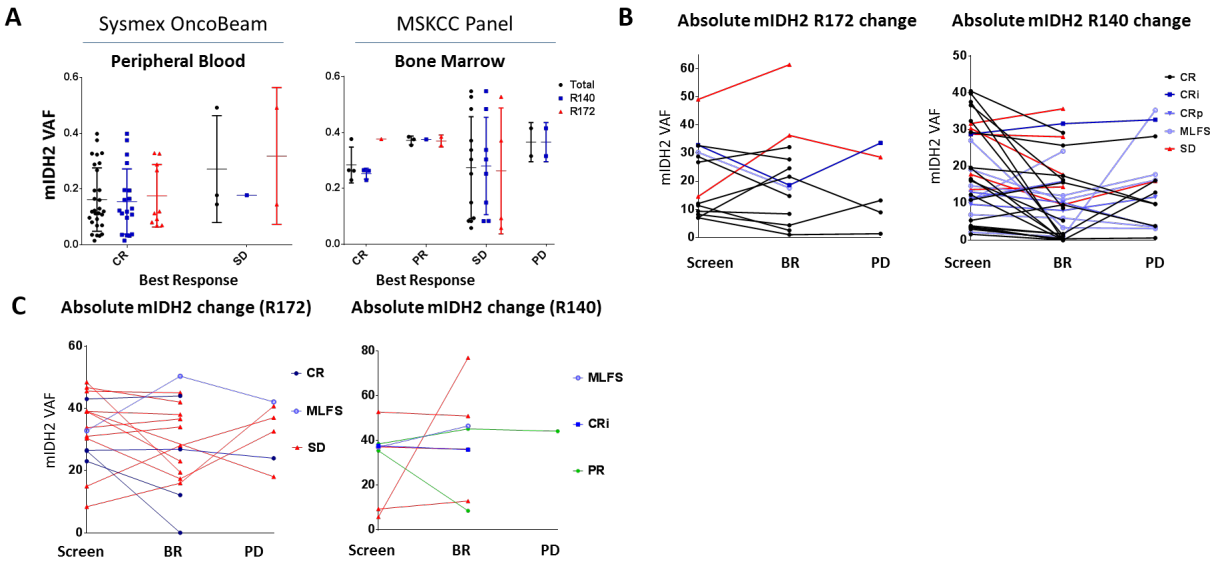 A
Sysmex OncoBeam
MSKCC Panel
Peripheral Blood
Bone Marrow
mIDH2 VAF
0.6
0.4
0.2
0.0
CR
SD
Best Response
0.6
0.4
0.2
0.0
CR
PR
SD
PD
Best Response
Total
R140
R172
B
Absolute mIDH2 R172 change
Absolute mIDH2 R140 change
mIDH2 VAF
60
50
40
30
20
10
0
Screen
BR
PD
mIDH2 VAF
50
40
30
20
10
0
Screen
BR
PD
CR
CRi
CRp
MLFS
SD
C
Absolute mIDH2 change (R172)
Absolute mIDH2 change (R140)
mIDH2 VAF
60
40
20
0
Screen
BR
PD
CR
MLFS
SD
80
60
40
20
0
Screen
BR
PD
MLFS
CRi
PR